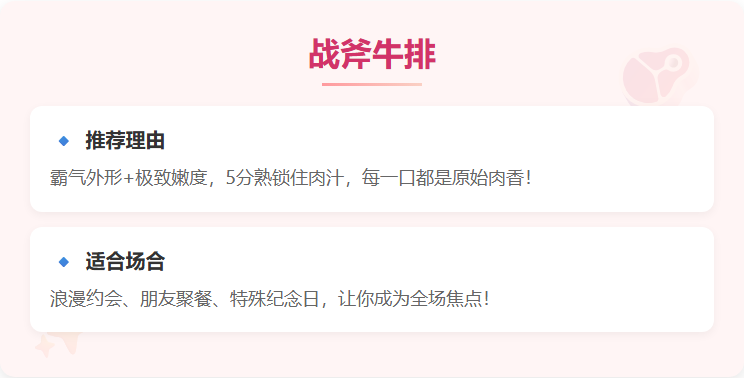 战斧牛排
推荐理由
霸气外形+极致嫩度，5分熟锁住肉汁，每一口都是原始肉香！
适合场合
浪漫约会、朋友聚餐、特殊纪念日，让你成为全场焦点！